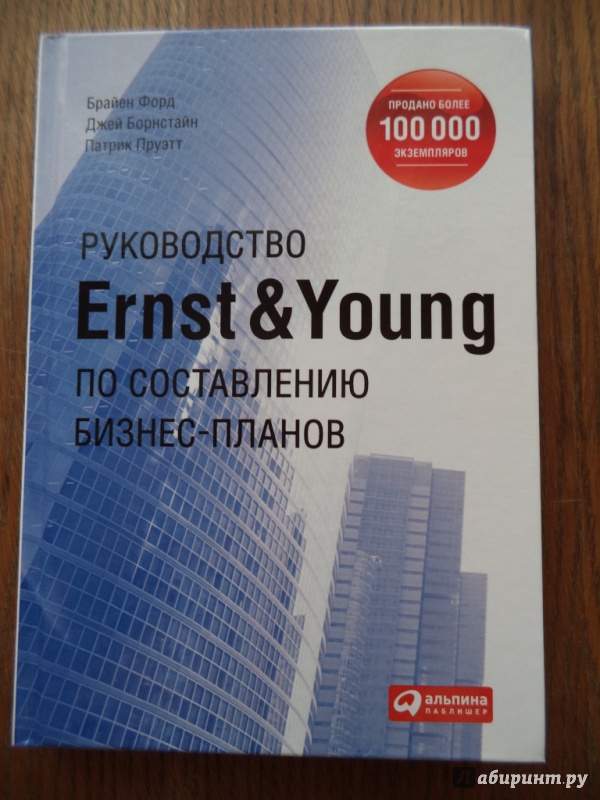 Брайен Форд
Джей Борнстайн
Патрик Пруэтт
ПРОДАНО БОЛЕЕ
100 000
ЭКЗЕМПЛЯРОВ
РУКОВОДСТВО
Ernst & Young
ПО СОСТАВЛЕНИЮ
БИЗНЕС-ПЛАНОВ
альпина
ПАБЛИШЕР
Лабиринт.ру